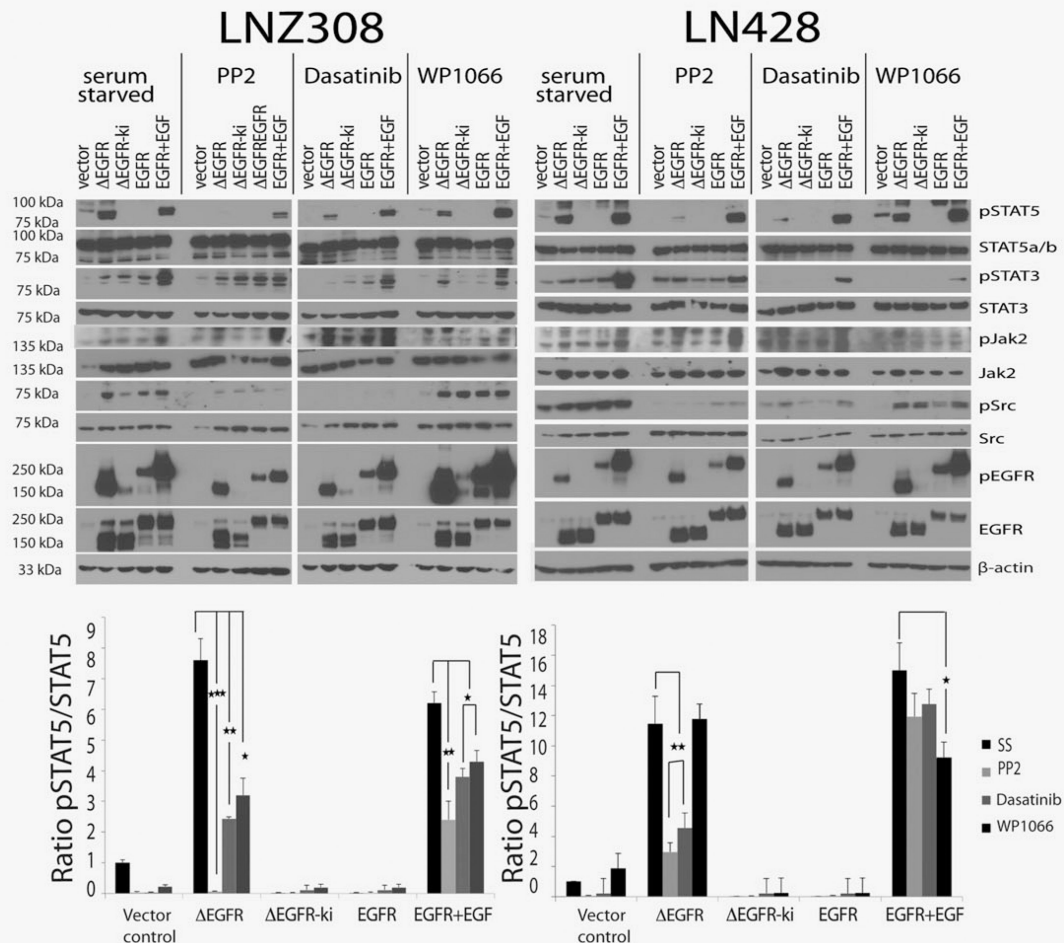 LNZ308 LN428
serum starved PP2 Dasatinib WP1066 serum starved PP2 Dasatinib WP1066
vector ΔEGFR ΔEGFR-ki EGFR EGFR+EGF vector ΔEGFR ΔEGFR-ki ΔEGFREGFR EGFR+EGF vector ΔEGFR ΔEGFR-ki EGFR EGFR+EGF vector ΔEGFR ΔEGFR-ki EGFR EGFR+EGF vector ΔEGFR ΔEGFR-ki EGFR EGFR+EGF vector ΔEGFR ΔEGFR-ki EGFR EGFR+EGF vector ΔEGFR ΔEGFR-ki EGFR EGFR+EGF vector ΔEGFR ΔEGFR-ki EGFR EGFR+EGF
100 kDa
75 kDa pSTAT5
100 kDa
75 kDa STAT5a/b
75 kDa pSTAT3
75 kDa STAT3
135 kDa pJak2
135 kDa Jak2
75 kDa pSrc
75 kDa Src
250 kDa
150 kDa pEGFR
250 kDa
150 kDa EGFR
33 kDa β-actin
Ratio pSTAT5/STAT5
9
8
7
6
5
4
3
2
1
0
★★★
★★
★
★★
★
Vector control ΔEGFR ΔEGFR-ki EGFR EGFR+EGF
Ratio pSTAT5/STAT5
18
16
14
12
10
8
6
4
2
0
★★
★
Vector control ΔEGFR ΔEGFR-ki EGFR EGFR+EGF
SS
PP2
Dasatinib
WP1066